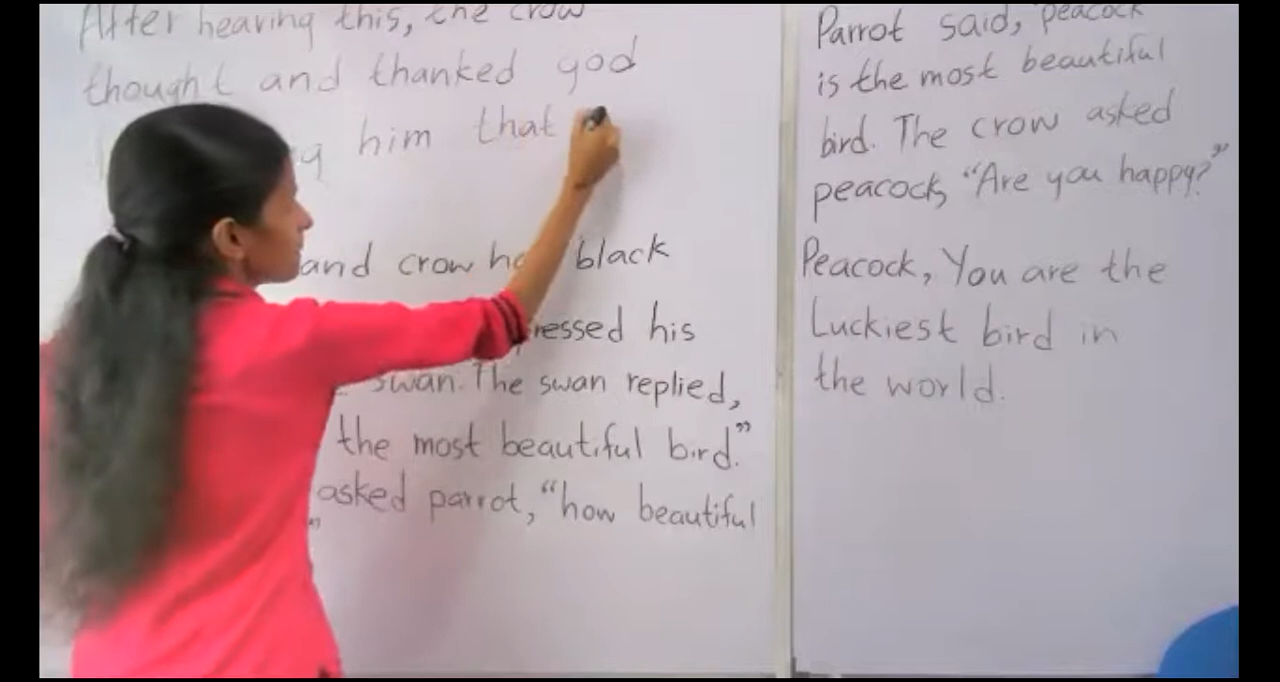 After hearing this, the crow
thought and thanked god
him that
and crow black
his
swan. The swan replied,
the most beautiful bird."
asked parrot, "how beautiful
"
Parrot said, peacock
is the most beautiful
bird. The crow asked
peacock, "Are you happy?"
Peacock, You are the
Luckiest bird in
the world.